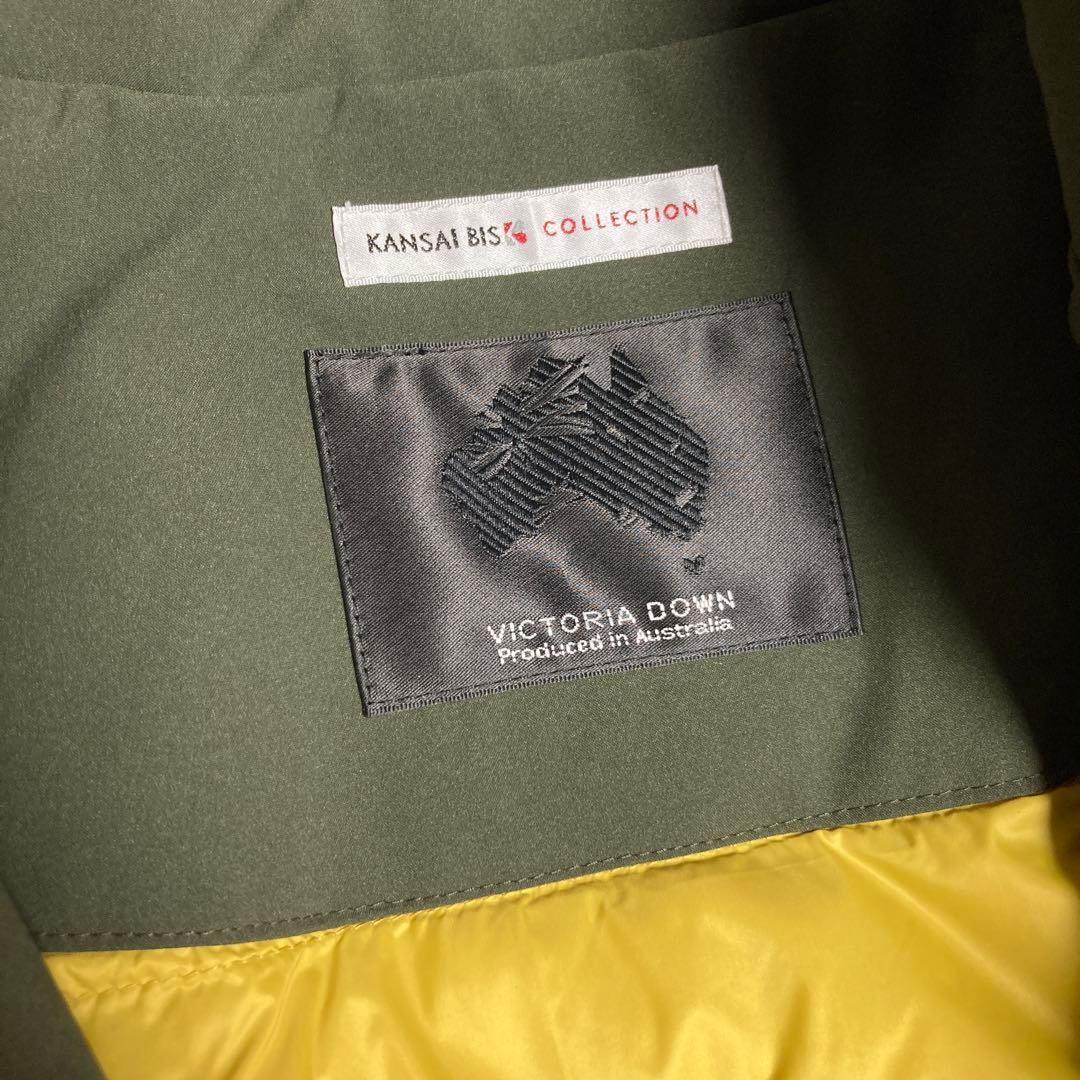 KANSAI BIS COLLECTION
VICTORIA DOWN
Produced in Australia